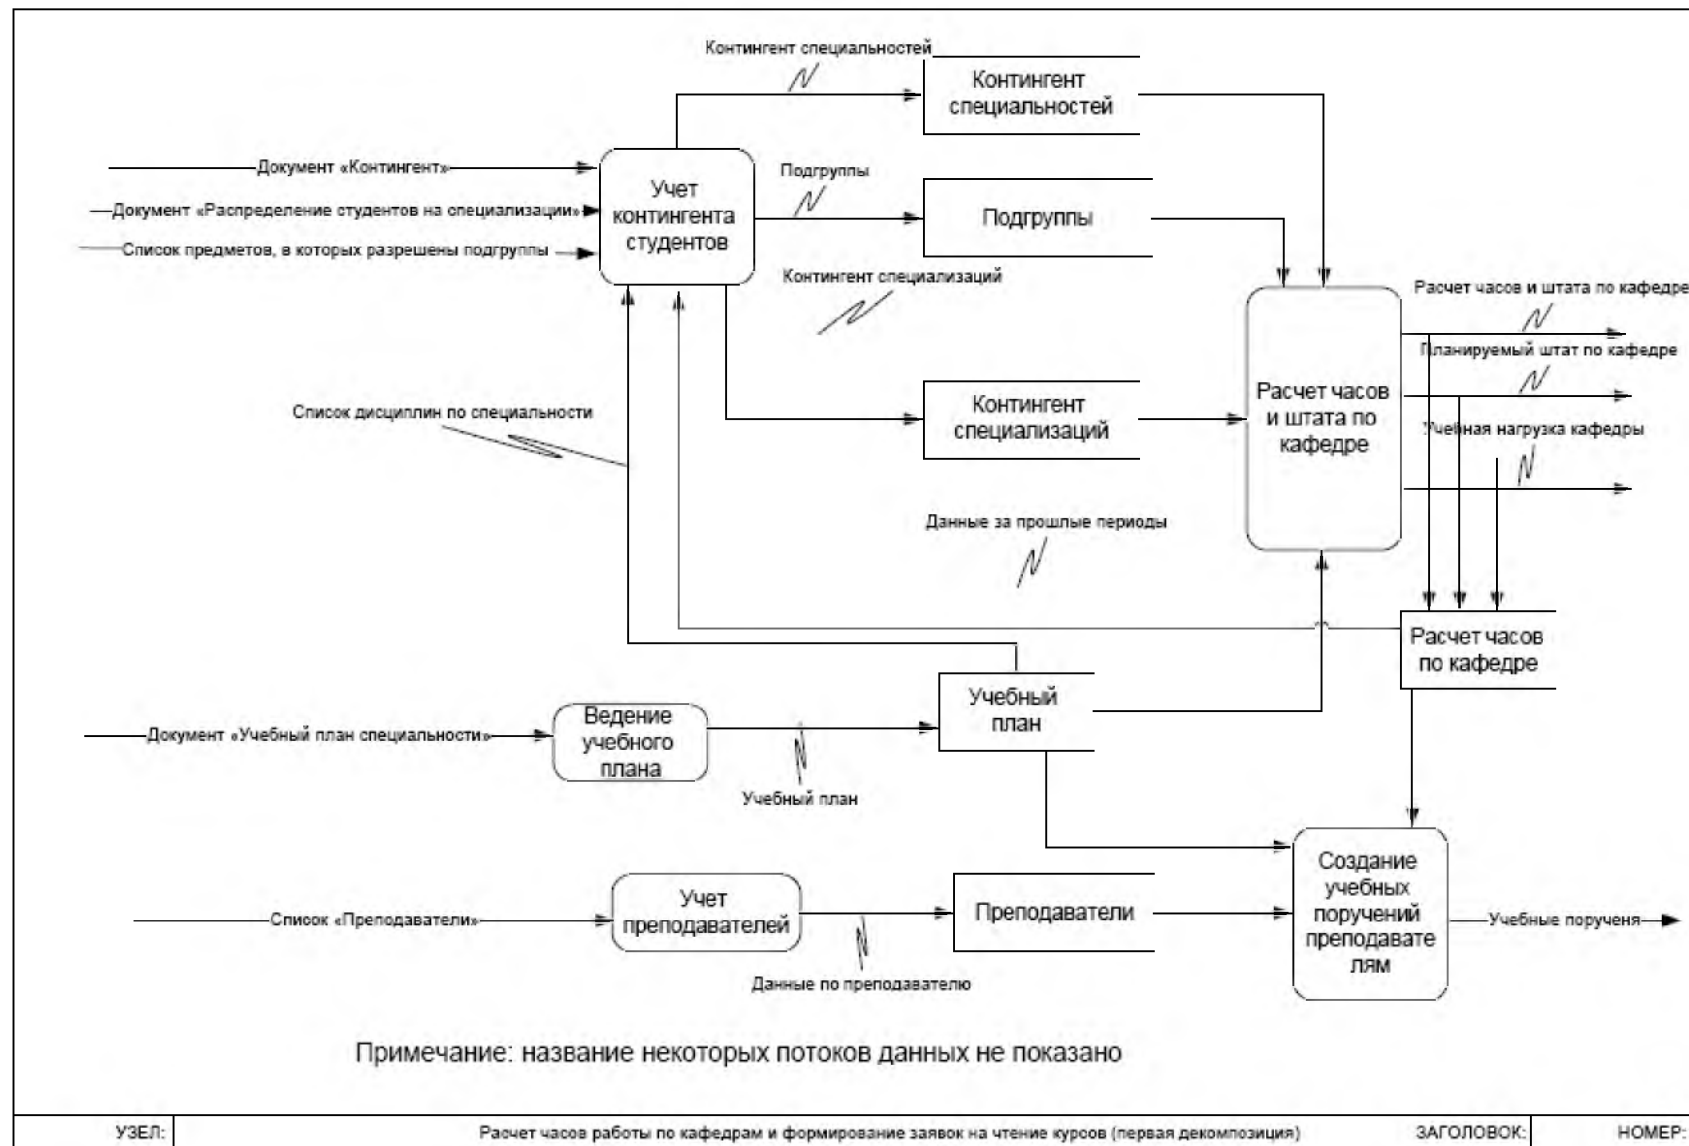 Контингент специальностей
Контингент
специальностей
Документ «Контингент»
Документ «Распределение студентов на специализации»
Список предметов, в которых разрешены подгруппы
Учет
контингента
студентов
Подгруппы
Подгруппы
Контингент специализаций
Расчет часов и штата по кафедре
Планируемый штат по кафедре
Учебная нагрузка кафедры
Список дисциплин по специальности
Контингент
специализаций
Расчет часов
и штата по
кафедре
Данные за прошлые периоды
Расчет часов
по кафедре
Документ «Учебный план специальности»
Ведение
учебного
плана
Учебный
план
Учебный план
Список «Преподаватели»
Учет
преподавателей
Преподаватели
Создание
учебных
поручений
преподавате
лям
Учебные порученя
Данные по преподавателю
Примечание: название некоторых потоков данных не показано
УЗЕЛ:
Расчет часов работы по кафедрам и формирование заявок на чтение курсов (первая декомпозиция)
ЗАГОЛОВОК:
НОМЕР: